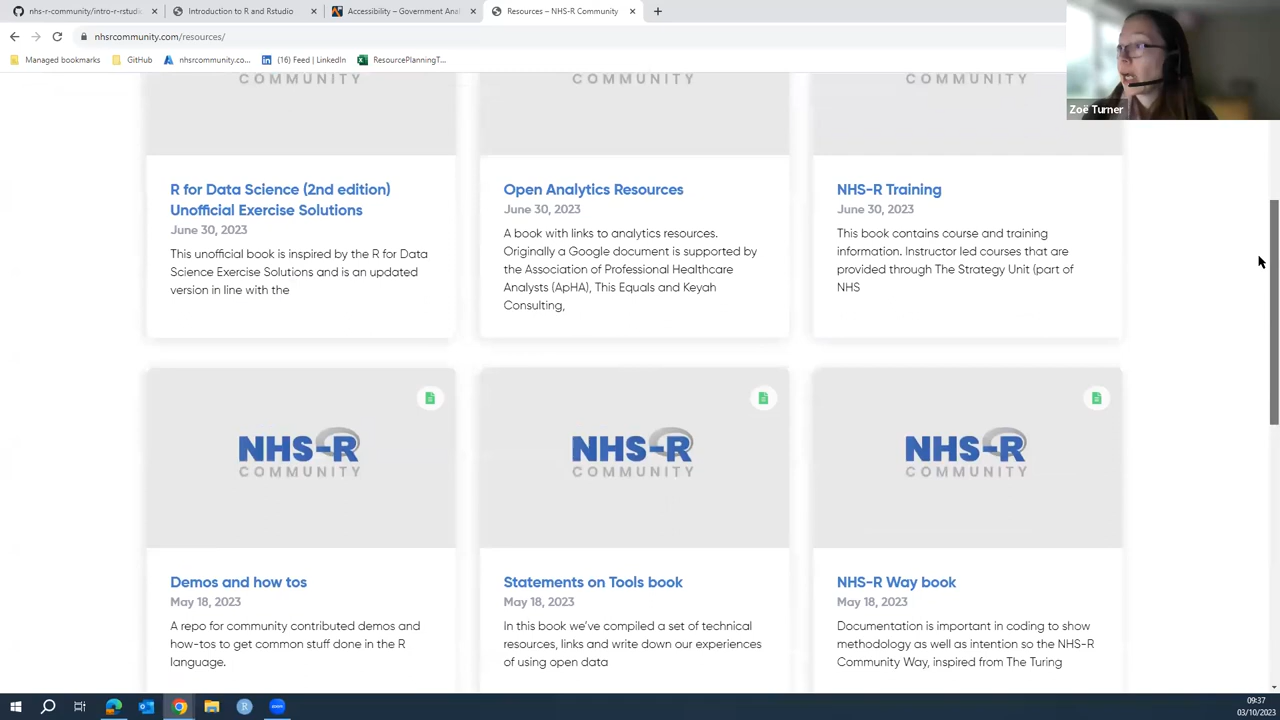 nhs-r-community/intro-r-rstudi
Introduction to R and Rstudio
Accessibility – Government Anal
Resources – NHS-R Community
nhsrcommunity.com/resources/
Managed bookmarks
GitHub
nhsrcommunity.co...
(16) Feed | LinkedIn
ResourcePlanningT...
Zoë Turner
COMMUNITY
COMMUNITY
COMMUNITY
R for Data Science (2nd edition)
Unofficial Exercise Solutions
June 30, 2023
This unofficial book is inspired by the R for Data
Science Exercise Solutions and is an updated
version in line with the
Open Analytics Resources
June 30, 2023
A book with links to analytics resources.
Originally a Google document is supported by
the Association of Professional Healthcare
Analysts (ApHA), This Equals and Keyah
Consulting,
NHS-R Training
June 30, 2023
This book contains course and training
information. Instructor led courses that are
provided through The Strategy Unit (part of
NHS
NHS-R
COMMUNITY
Demos and how tos
May 18, 2023
A repo for community contributed demos and
how-tos to get common stuff done in the R
language.
NHS-R
COMMUNITY
Statements on Tools book
May 18, 2023
In this book we've compiled a set of technical
resources, links and write down our experiences
of using open data
NHS-R
COMMUNITY
NHS-R Way book
May 18, 2023
Documentation is important in coding to show
methodology as well as intention so the NHS-R
Community Way, inspired from The Turing
09:37
03/10/2023